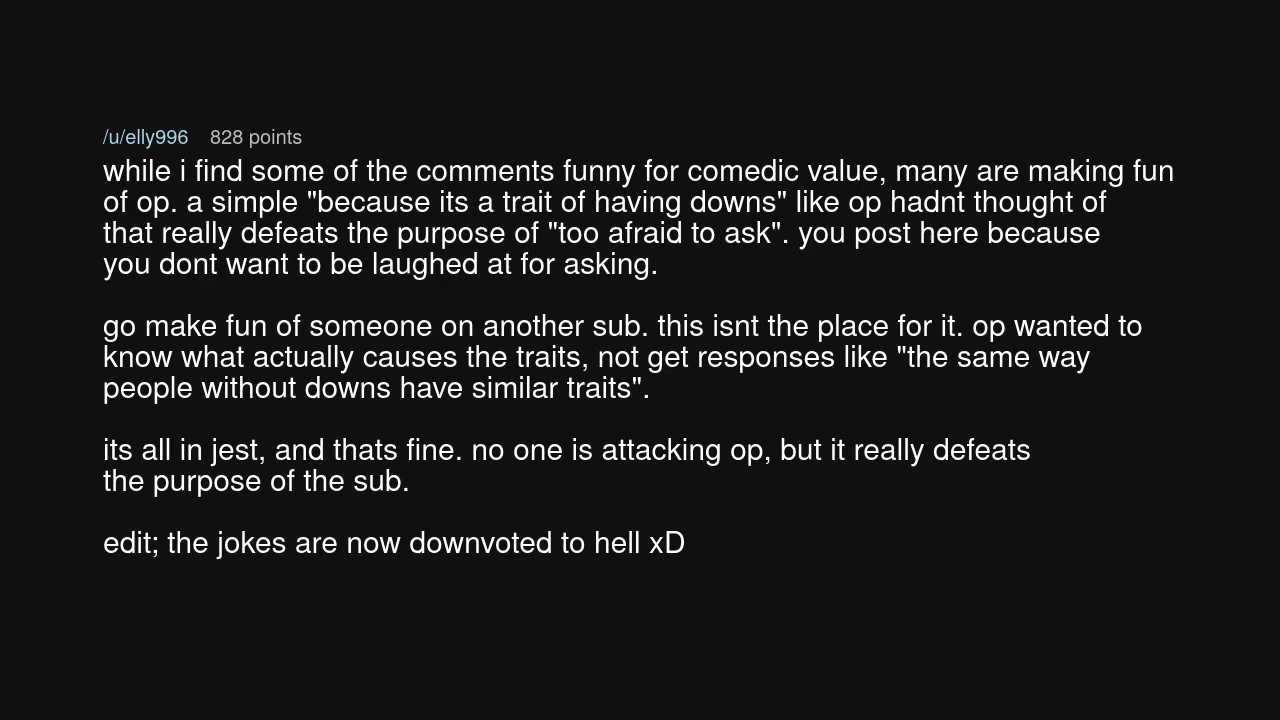 /u/elly996 828 points
while i find some of the comments funny for comedic value, many are making fun
of op. a simple "because its a trait of having downs" like op hadnt thought of
that really defeats the purpose of "too afraid to ask". you post here because
you dont want to be laughed at for asking.
go make fun of someone on another sub. this isnt the place for it. op wanted to
know what actually causes the traits, not get responses like "the same way
people without downs have similar traits".
its all in jest, and thats fine. no one is attacking op, but it really defeats
the purpose of the sub.
edit; the jokes are now downvoted to hell xD